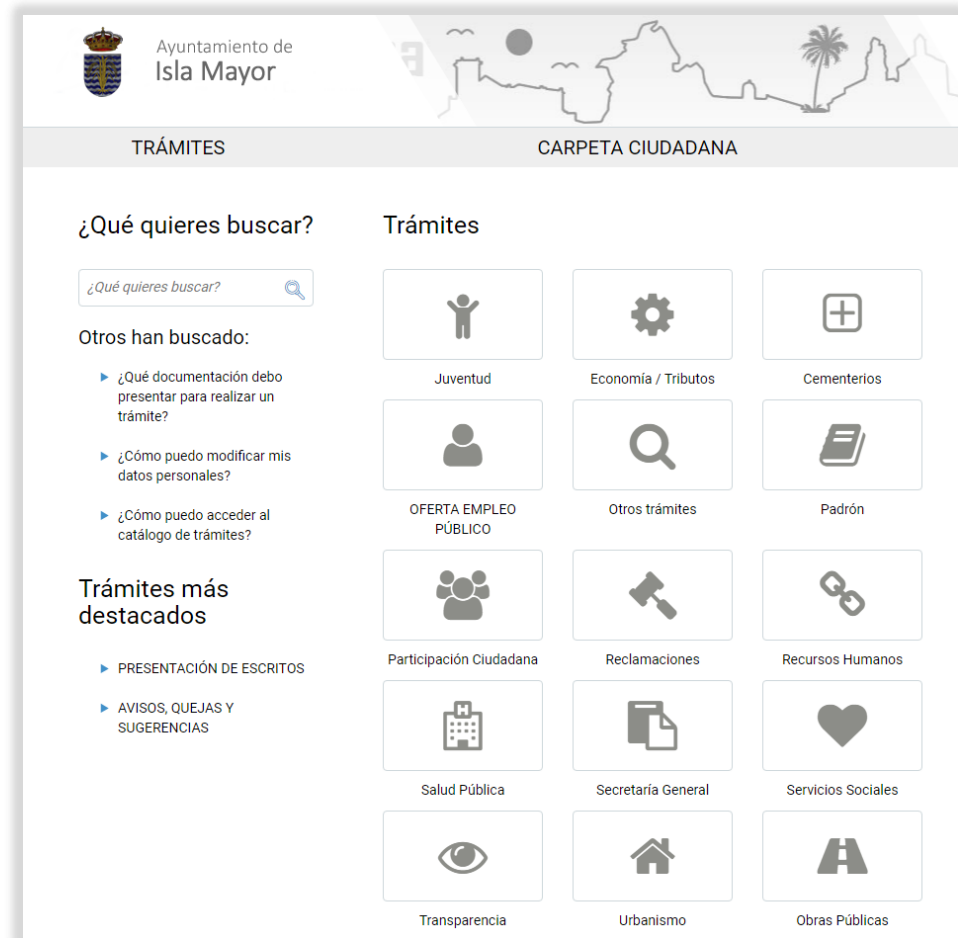 Ayuntamiento de
Isla Mayor
TRÁMITES
CARPETA CIUDADANA
¿Qué quieres buscar?
¿Qué quieres buscar?
Otros han buscado:
¿Qué documentación debo
presentar para realizar un
trámite?
¿Cómo puedo modificar mis
datos personales?
¿Cómo puedo acceder al
catálogo de trámites?
Trámites más
destacados
PRESENTACIÓN DE ESCRITOS
AVISOS, QUEJAS Y
SUGERENCIAS
Trámites
Juventud
Economía / Tributos
Cementerios
OFERTA EMPLEO
PÚBLICO
Otros trámites
Padrón
Participación Ciudadana
Reclamaciones
Recursos Humanos
Salud Pública
Secretaría General
Servicios Sociales
Transparencia
Urbanismo
Obras Públicas